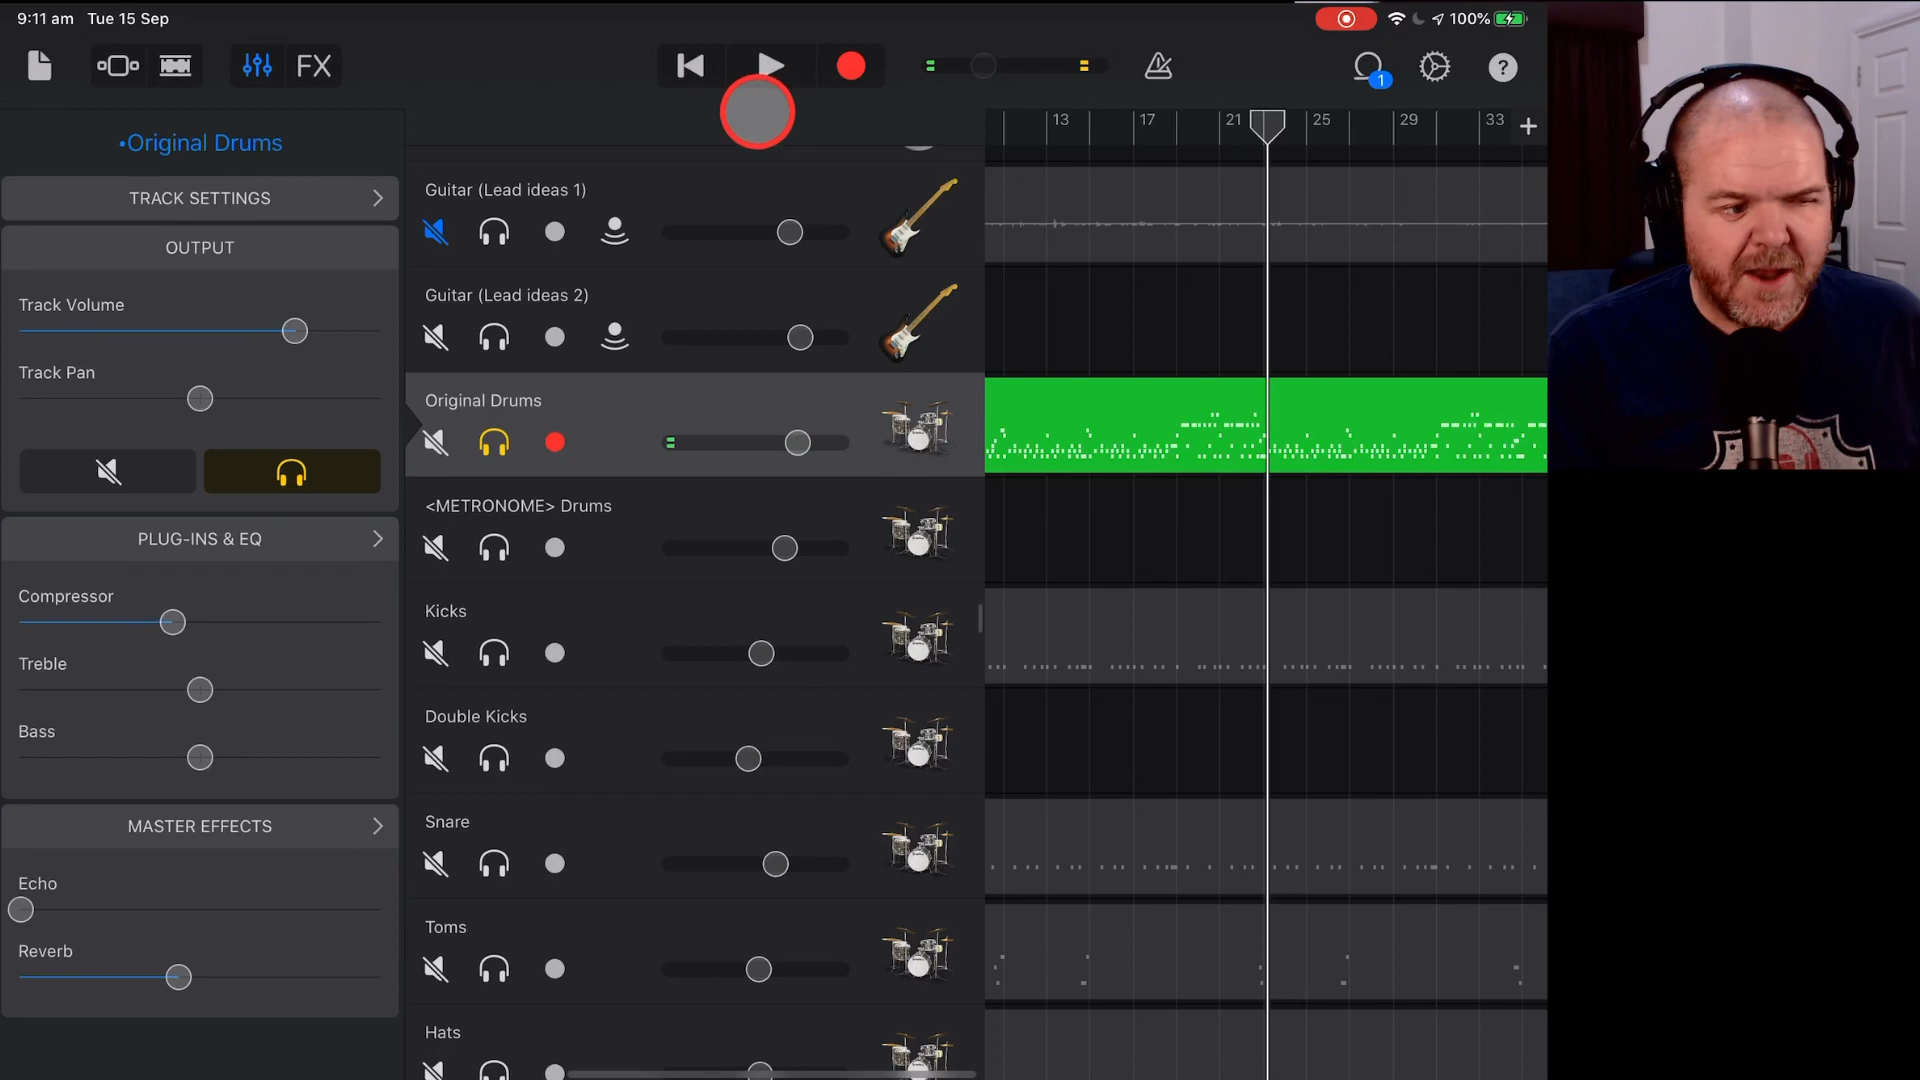 9:11 am Tue 15 Sep
100%
FX
1
•Original Drums
TRACK SETTINGS
OUTPUT
Track Volume
Track Pan
PLUG-INS & EQ
Compressor
Treble
Bass
MASTER EFFECTS
Echo
Reverb
13 17 21 25 29 33 +
Guitar (Lead ideas 1)
Guitar (Lead ideas 2)
Original Drums
<METRONOME> Drums
Kicks
Double Kicks
Snare
Toms
Hats